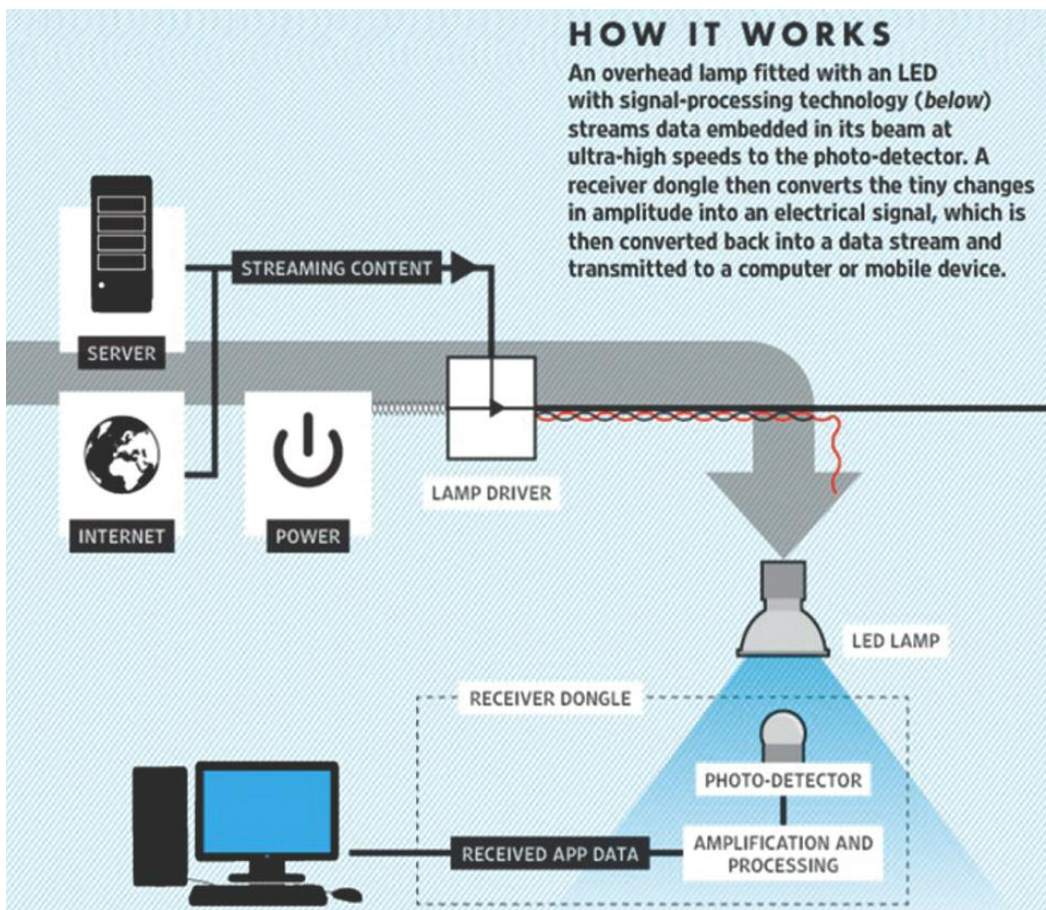 HOW IT WORKS
An overhead lamp fitted with an LED
with signal-processing technology (below)
streams data embedded in its beam at
ultra-high speeds to the photo-detector. A
receiver dongle then converts the tiny changes
in amplitude into an electrical signal, which is
then converted back into a data stream and
transmitted to a computer or mobile device.
STREAMING CONTENT
SERVER
INTERNET
POWER
LAMP DRIVER
LED LAMP
RECEIVER DONGLE
PHOTO-DETECTOR
RECEIVED APP DATA
AMPLIFICATION AND
PROCESSING